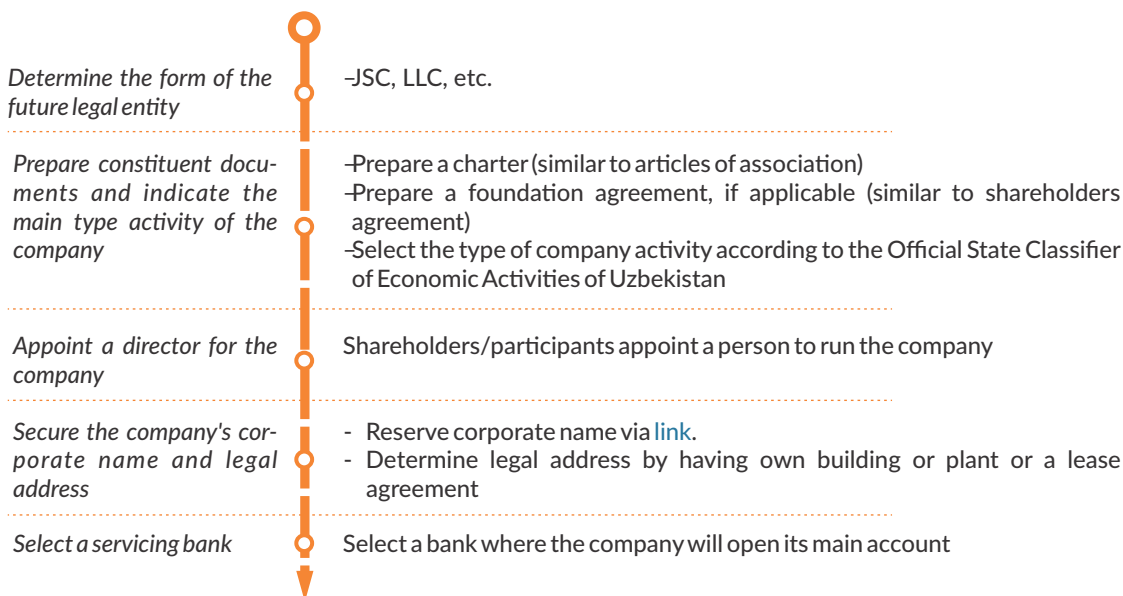 Determine the form of the
future legal entity
-JSC, LLC, etc.
Prepare constituent docu-
ments and indicate the
main type activity of the
company
-Prepare a charter (similar to articles of association)
-Prepare a foundation agreement, if applicable (similar to shareholders
agreement)
-Select the type of company activity according to the Official State Classifier
of Economic Activities of Uzbekistan
Appoint a director for the
company
Shareholders/participants appoint a person to run the company
Secure the company's cor-
porate name and legal
address
- Reserve corporate name via link.
- Determine legal address by having own building or plant or a lease
agreement
Select a servicing bank
Select a bank where the company will open its main account